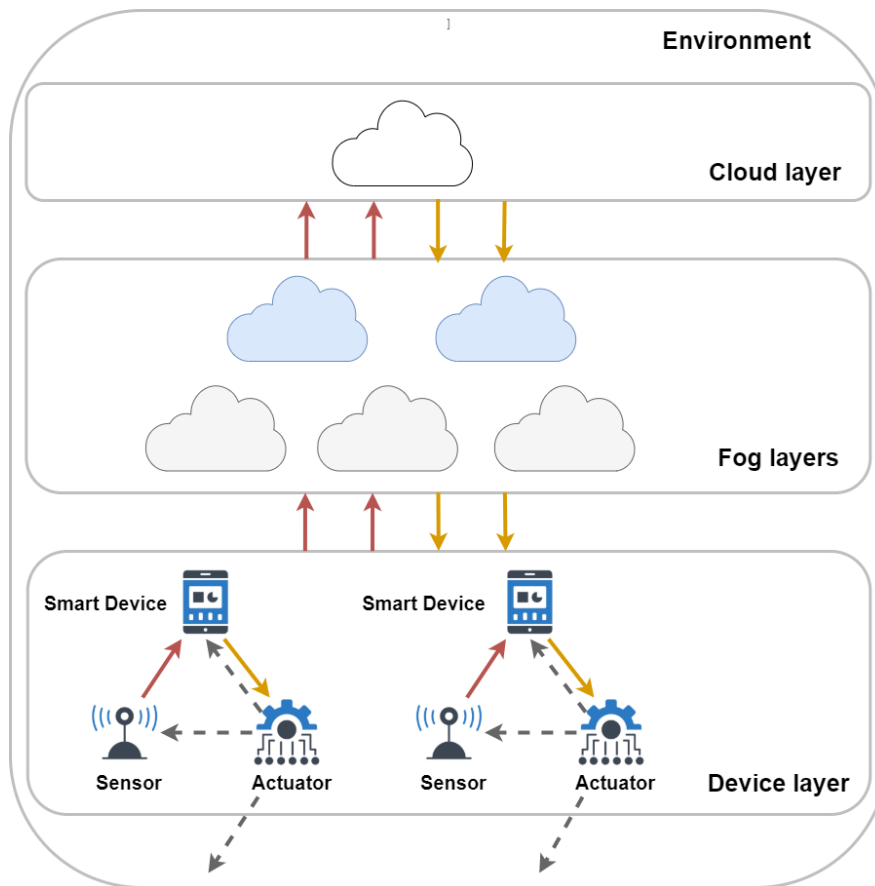 ]
Environment
Cloud layer
Fog layers
Smart Device
Smart Device
Sensor
Actuator
Sensor
Actuator
Device layer